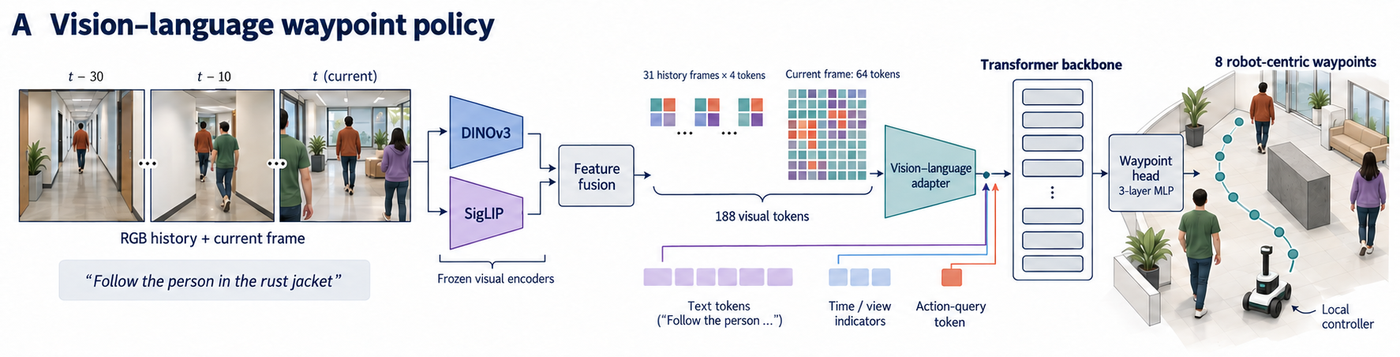 A Vision–language waypoint policy
t – 30
t – 10
t (current)
RGB history + current frame
“Follow the person in the rust jacket”
DINOv3
SigLIP
Frozen visual encoders
Feature
fusion
31 history frames × 4 tokens
Current frame: 64 tokens
188 visual tokens
Vision–language
adapter
Text tokens
(“Follow the person ...”)
Time / view
indicators
Action-query
token
Transformer backbone
Waypoint
head
3-layer MLP
8 robot-centric waypoints
Local
controller